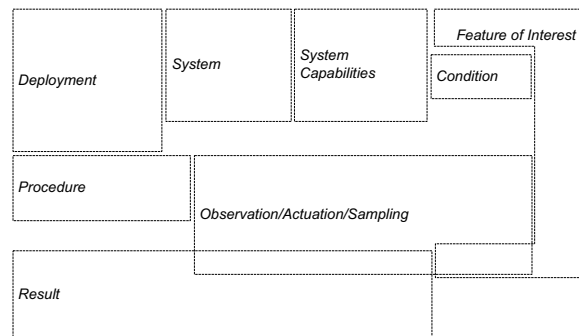 Feature of Interest
System
System
Capabilities
Deployment
Condition
Procedure
Observation/Actuation/Sampling
Result